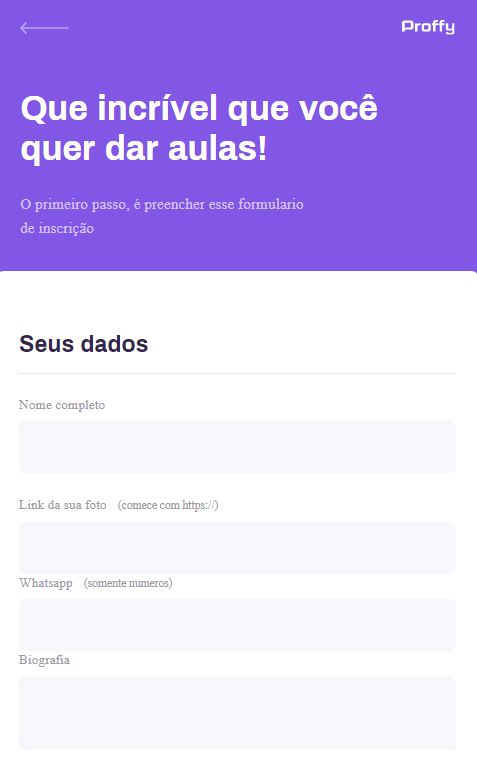 Proffy
Que incrível que você
quer dar aulas!
O primeiro passo, é preencher esse formulario
de inscrição
Seus dados
Nome completo
Link da sua foto (comece com https://)
Whatsapp (somente numeros)
Biografia